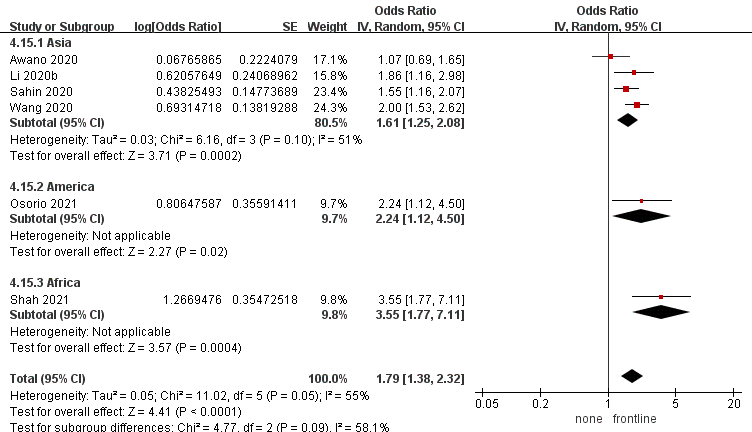 Odds Ratio Odds Ratio
Study or Subgroup log[Odds Ratio] SE Weight IV, Random, 95% CI IV, Random, 95% CI
4.15.1 Asia
Awano 2020 0.06765865 0.2224079 17.1% 1.07 [0.69, 1.65]
Li 2020b 0.62057649 0.24068962 15.8% 1.86 [1.16, 2.98]
Sahin 2020 0.43825493 0.14773689 23.4% 1.55 [1.16, 2.07]
Wang 2020 0.69314718 0.13819288 24.3% 2.00 [1.53, 2.62]
Subtotal (95% CI) 80.5% 1.61 [1.25, 2.08]
Heterogeneity: Tau² = 0.03; Chi² = 6.16, df = 3 (P = 0.10); I² = 51%
Test for overall effect: Z = 3.71 (P = 0.0002)
4.15.2 America
Osorio 2021 0.80647587 0.35591411 9.7% 2.24 [1.12, 4.50]
Subtotal (95% CI) 9.7% 2.24 [1.12, 4.50]
Heterogeneity: Not applicable
Test for overall effect: Z = 2.27 (P = 0.02)
4.15.3 Africa
Shah 2021 1.2669476 0.35472518 9.8% 3.55 [1.77, 7.11]
Subtotal (95% CI) 9.8% 3.55 [1.77, 7.11]
Heterogeneity: Not applicable
Test for overall effect: Z = 3.57 (P = 0.0004)
Total (95% CI) 100.0% 1.79 [1.38, 2.32]
Heterogeneity: Tau² = 0.05; Chi² = 11.02, df = 5 (P = 0.05); I² = 55%
Test for overall effect: Z = 4.41 (P < 0.0001)
Test for subgroup differences: Chi² = 4.77, df = 2 (P = 0.09), I² = 58.1%
0.05 0.2 1 5 20
none frontline